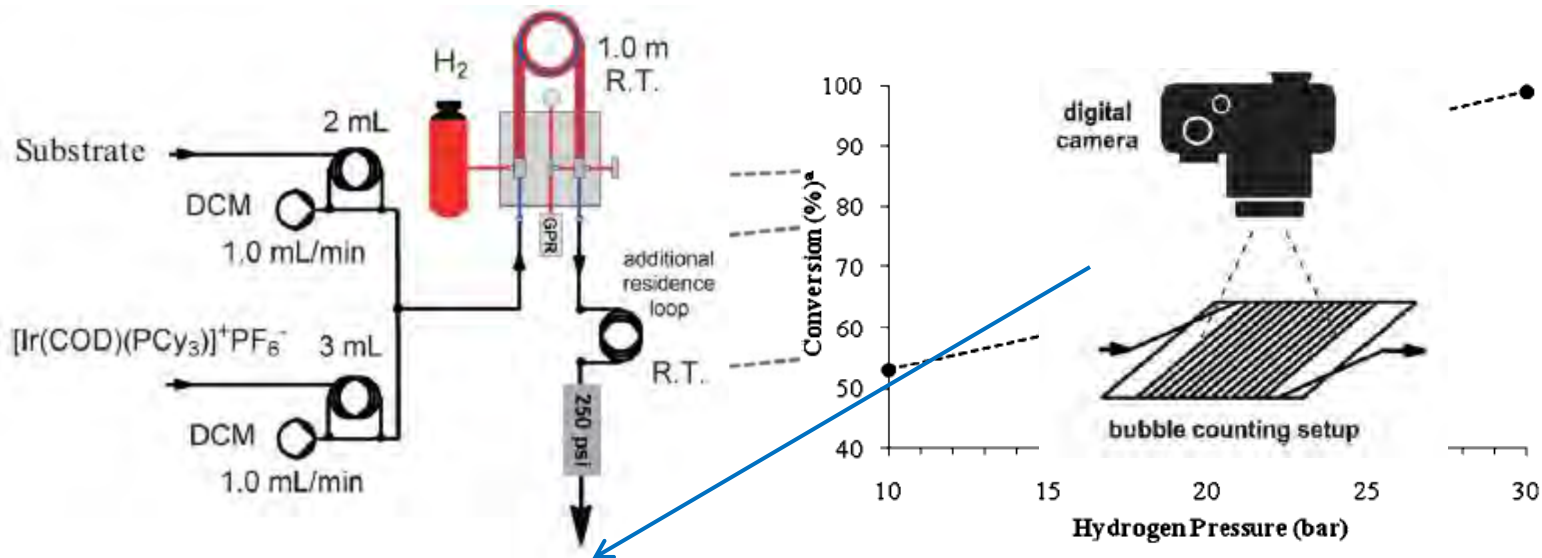 H2
1.0 m
R.T.
2 mL
Substrate
DCM
1.0 mL/min
GPR
additional
residence
loop
[Ir(COD)(PCy3)]+PF6-
3 mL
R.T.
DCM
250 psi
1.0 mL/min
Conversion (%)a
100
90
80
70
60
50
40
digital
camera
bubble counting setup
10
15
20
25
30
Hydrogen Pressure (bar)